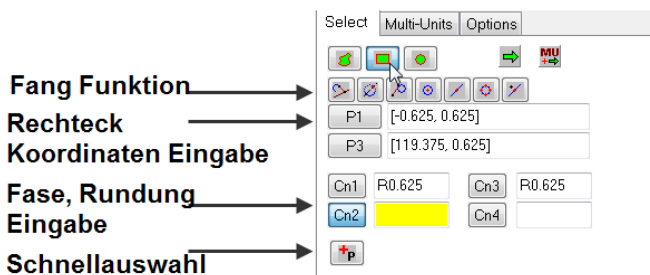 Select Multi-Units Options
MU
Fang Funktion
P1 [-0.625, 0.625]
Rechteck
Koordinaten Eingabe
P3 [119.375, 0.625]
Fase, Rundung
Eingabe
Cn1 R0.625 Cn3 R0.625
Cn2 Cn4
Schnellauswahl
+P